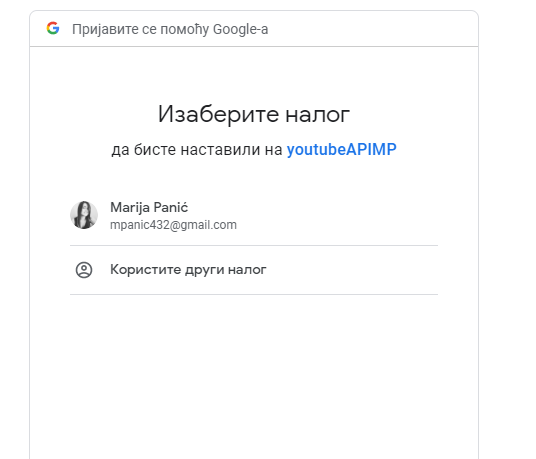 Пријавите се помоћу Google-а
Изаберите налог
да бисте наставили на youtubeAPIMP
Marija Panić
mpanic432@gmail.com
Користите други налог